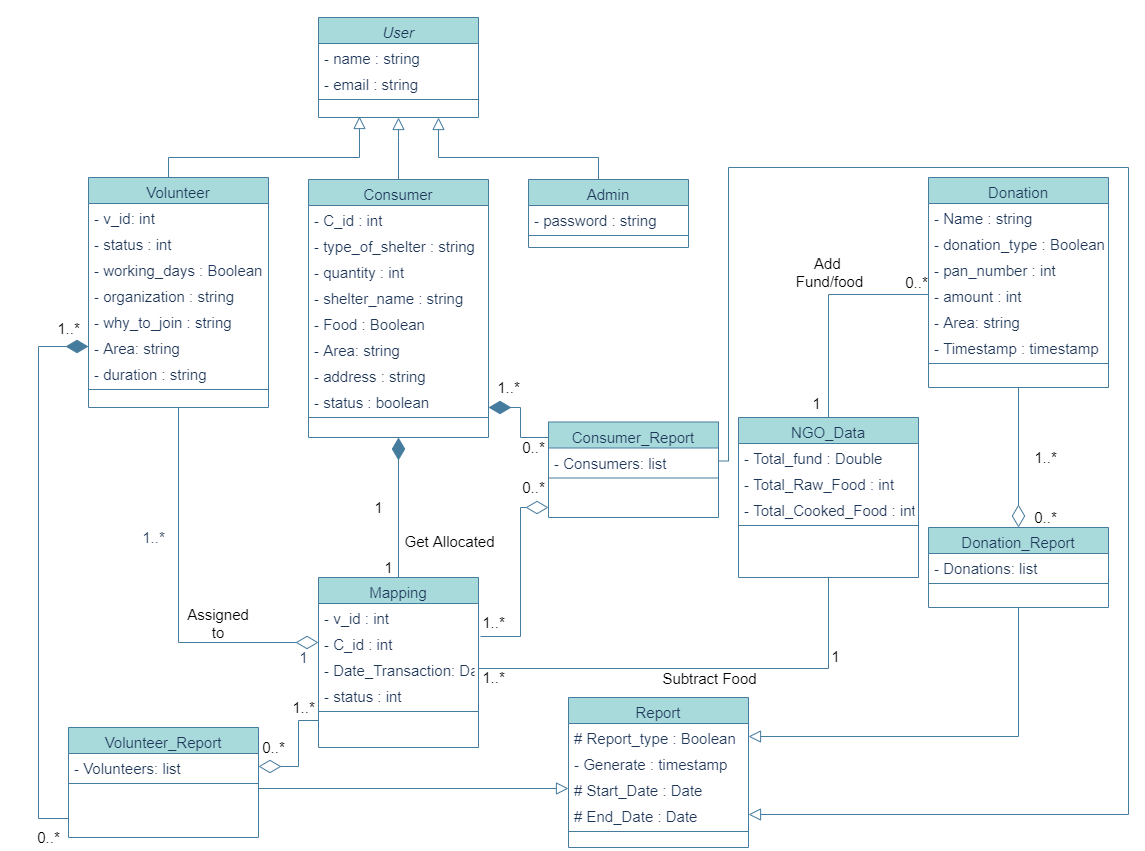 User
- name : string
- email : string
Volunteer
- v_id: int
- status : int
- working_days : Boolean
- organization : string
- why_to_join : string
- Area: string
- duration : string
Consumer
- C_id : int
- type_of_shelter : string
- quantity : int
- shelter_name : string
- Food : Boolean
- Area: string
- address : string
- status : boolean
Admin
- password : string
Donation
- Name : string
- donation_type : Boolean
- pan_number : int
- amount : int
- Area: string
- Timestamp : timestamp
Add
Fund/food
0..*
1
1..*
1..*
0..*
Consumer_Report
- Consumers: list
0..*
NGO_Data
- Total_fund : Double
- Total_Raw_Food : int
- Total_Cooked_Food : int
1..*
0..*
Donation_Report
- Donations: list
1
Get Allocated
1
1..*
Assigned
to
1
Mapping
- v_id : int
- C_id : int
- Date_Transaction: Da
- status : int
1..*
1..*
1
Subtract Food
1..*
0..*
Volunteer_Report
- Volunteers: list
0..*
Report
# Report_type : Boolean
- Generate : timestamp
# Start_Date : Date
# End_Date : Date